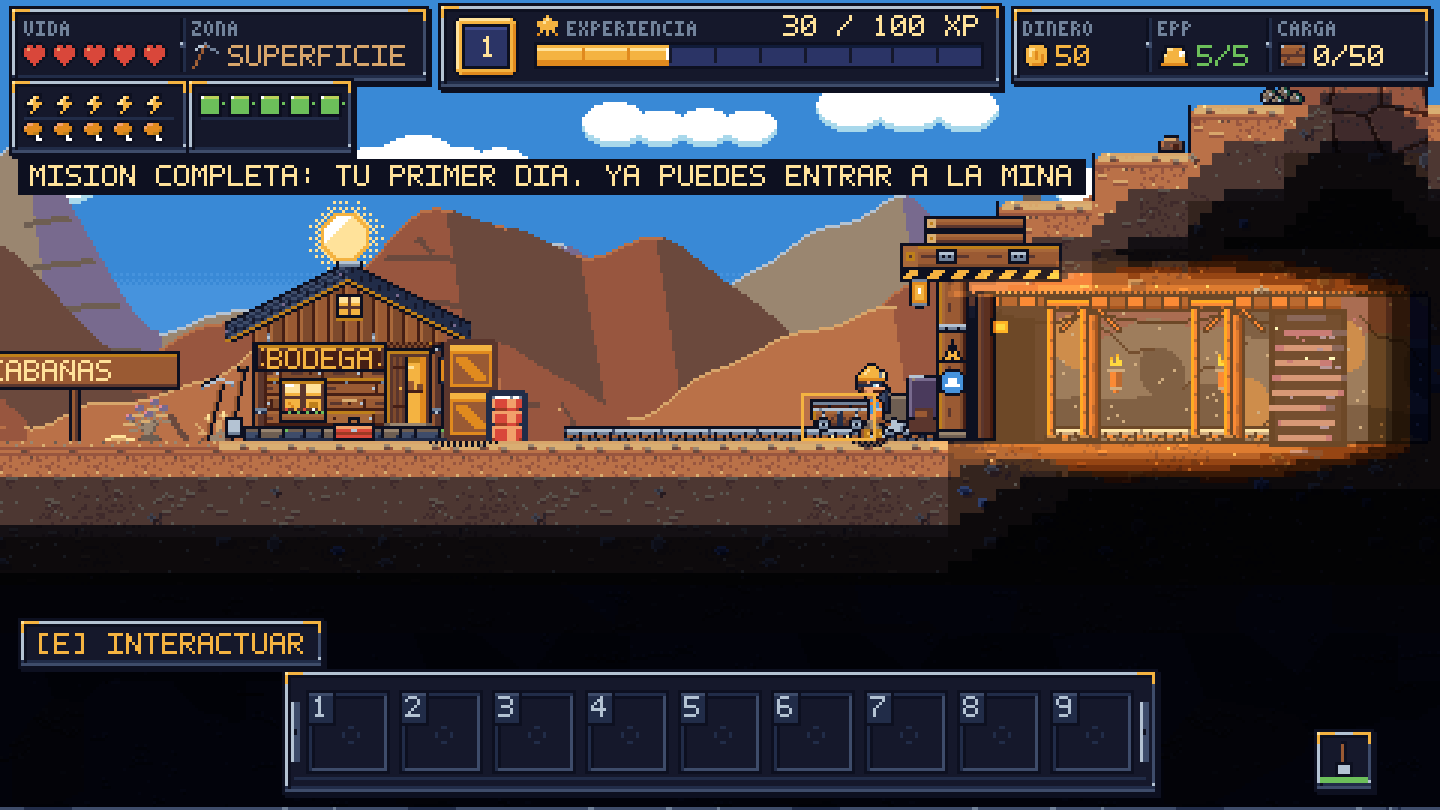 VIDA
ZONA
SUPERFICIE
1
EXPERIENCIA
30 / 100 XP
DINERO
50
EPP
5/5
CARGA
0/50
MISION COMPLETA: TU PRIMER DIA. YA PUEDES ENTRAR A LA MINA
CABANAS
BODEGA
[E] INTERACTUAR
1 2 3 4 5 6 7 8 9